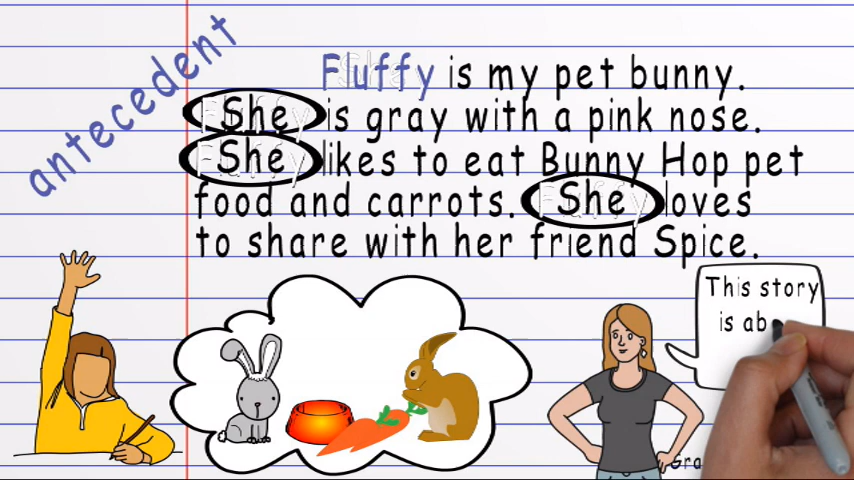 antecedent
Fluffy is my pet bunny.
She is gray with a pink nose.
She likes to eat Bunny Hop pet
food and carrots. She loves
to share with her friend Spice.
This story
is ab